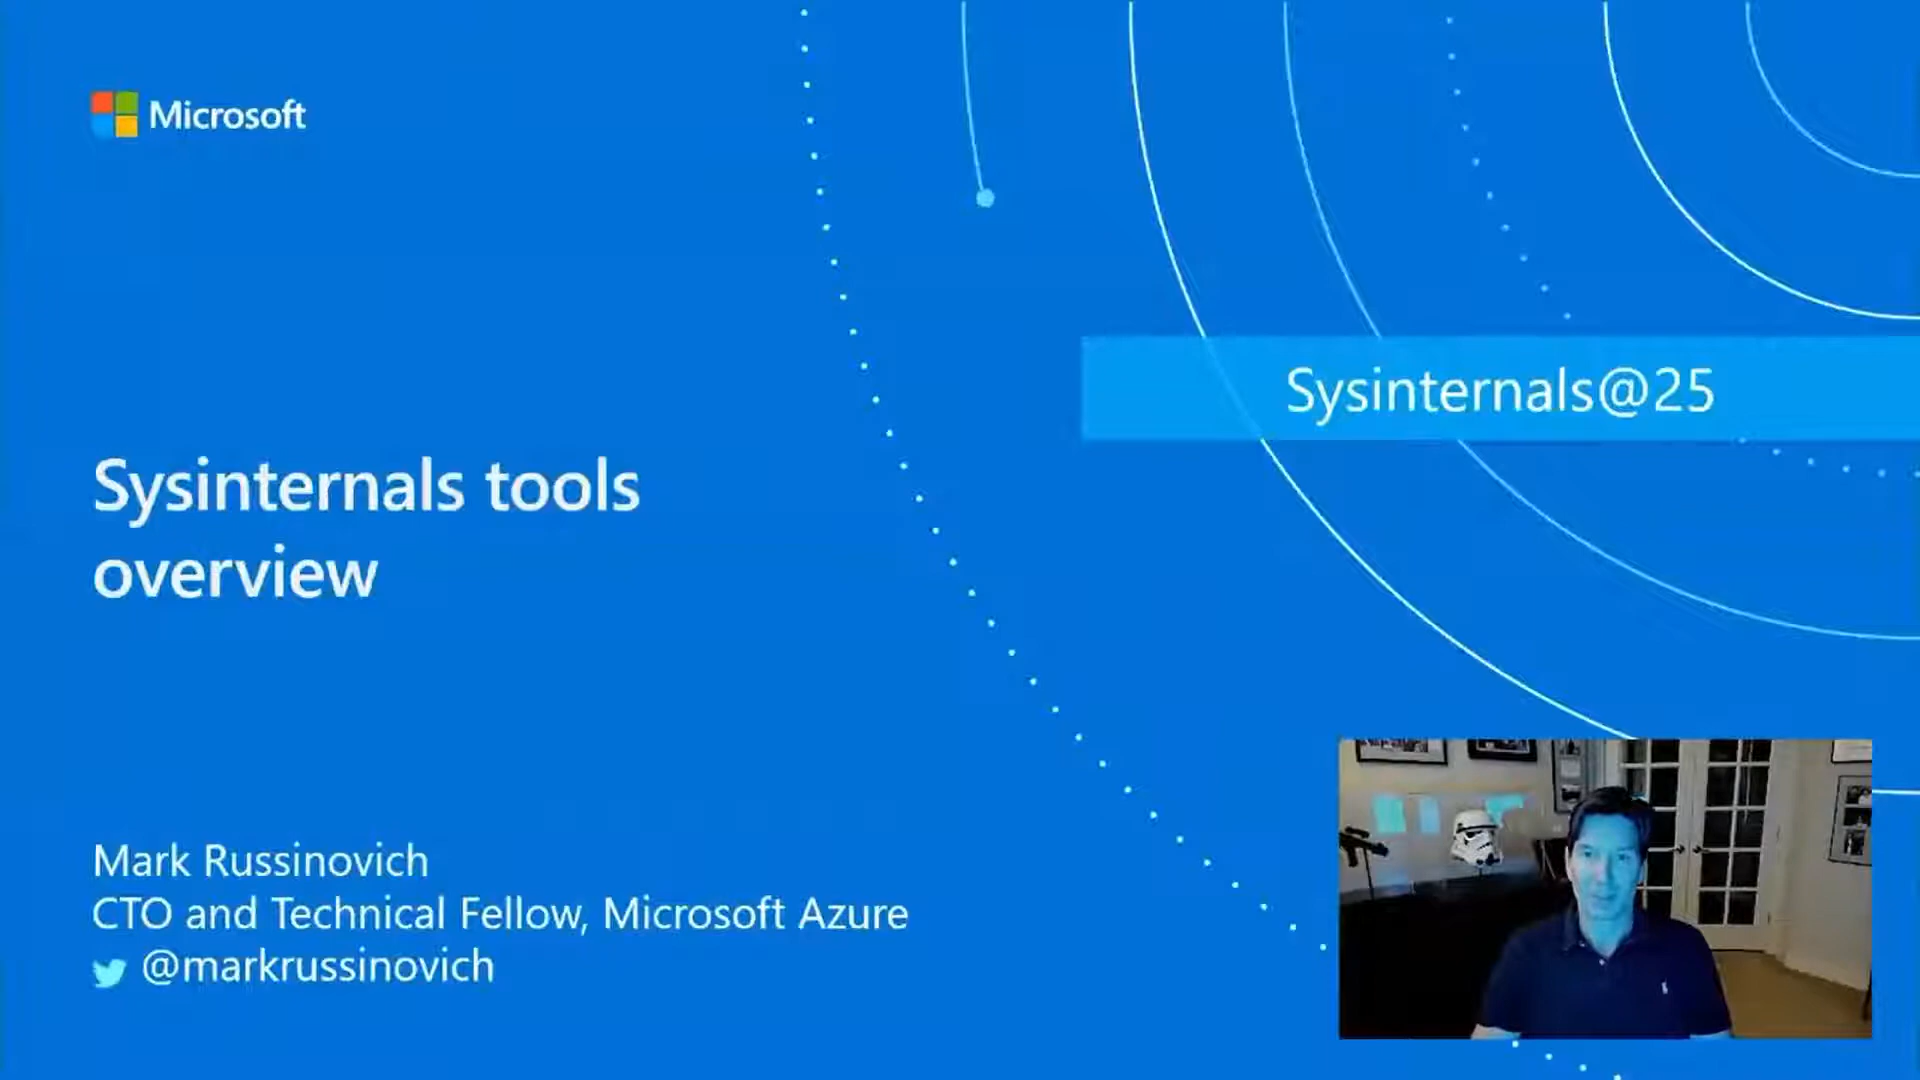 Microsoft
Sysinternals@25
Sysinternals tools
overview
Mark Russinovich
CTO and Technical Fellow, Microsoft Azure
@markrussinovich